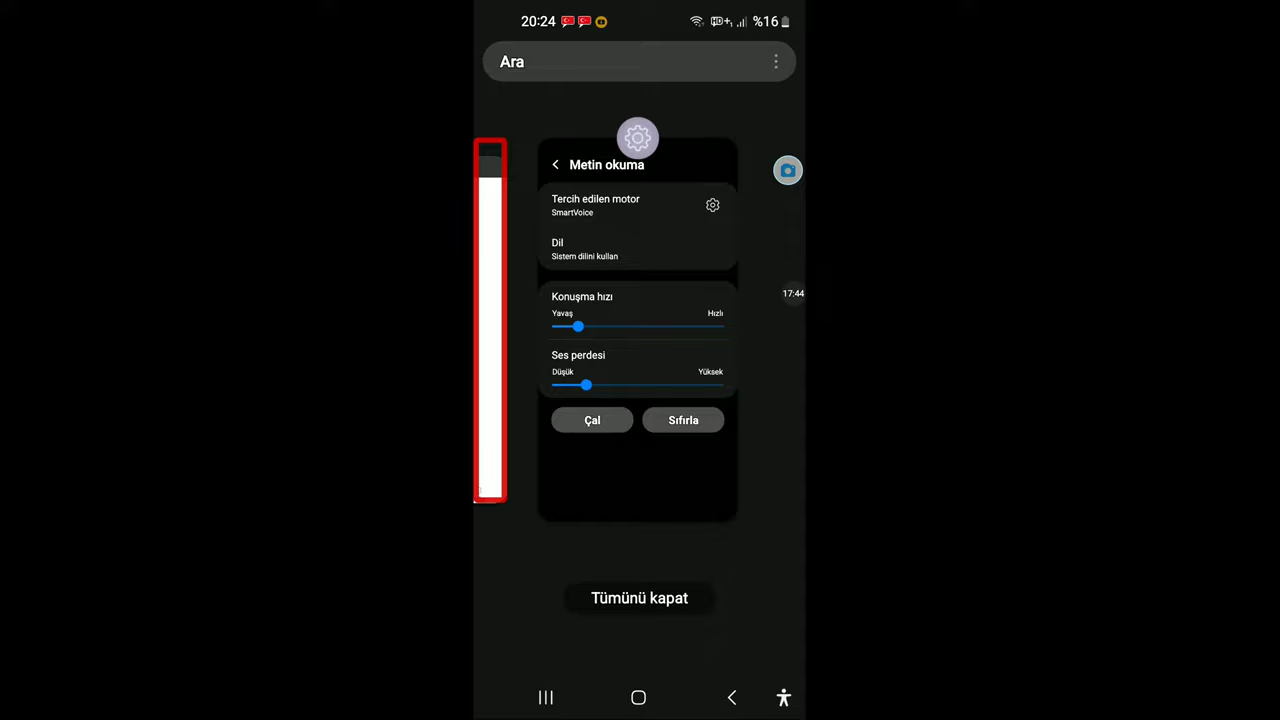 20:24 %16
Ara
Metin okuma
Tercih edilen motor
SmartVoice
Dil
Sistem dilini kullan
17:44
Konuşma hızı
Yavaş Hızlı
Ses perdesi
Düşük Yüksek
Çal Sıfırla
Tümünü kapat